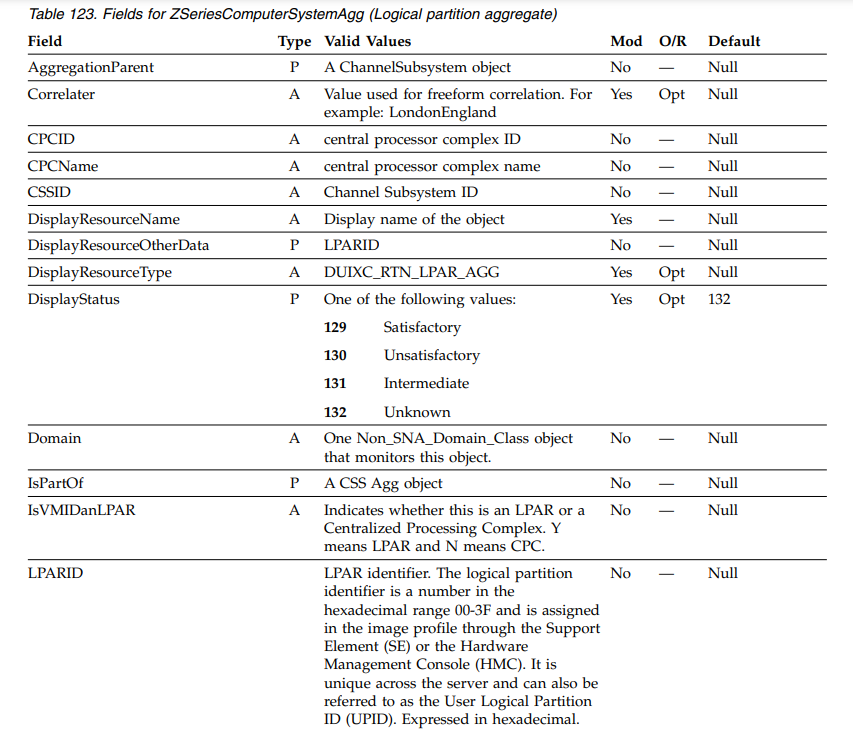 Table 123. Fields for ZSeriesComputerSystemAgg (Logical partition aggregate)
Field Type Valid Values Mod O/R Default
AggregationParent P A ChannelSubsystem object No — Null
Correlater A Value used for freeform correlation. For Yes Opt Null
example: LondonEngland
CPCID A central processor complex ID No — Null
CPCName A central processor complex name No — Null
CSSID A Channel Subsystem ID No — Null
DisplayResourceName A Display name of the object Yes — Null
DisplayResourceOtherData P LPARID No — Null
DisplayResourceType A DUIXC_RTN_LPAR_AGG Yes Opt Null
DisplayStatus P One of the following values: Yes Opt 132
129 Satisfactory
130 Unsatisfactory
131 Intermediate
132 Unknown
Domain A One Non_SNA_Domain_Class object No — Null
that monitors this object.
IsPartOf P A CSS Agg object No — Null
IsVMIDanLPAR A Indicates whether this is an LPAR or a No — Null
Centralized Processing Complex. Y
means LPAR and N means CPC.
LPARID LPAR identifier. The logical partition No — Null
identifier is a number in the
hexadecimal range 00-3F and is assigned
in the image profile through the Support
Element (SE) or the Hardware
Management Console (HMC). It is
unique across the server and can also be
referred to as the User Logical Partition
ID (UPID). Expressed in hexadecimal.